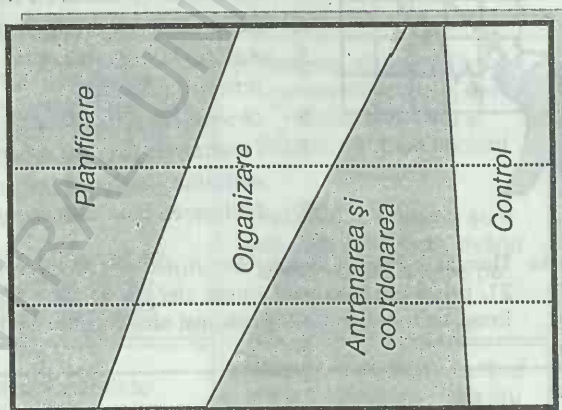 Planificare
Organizare
Antrenarea și
coordonarea
Control